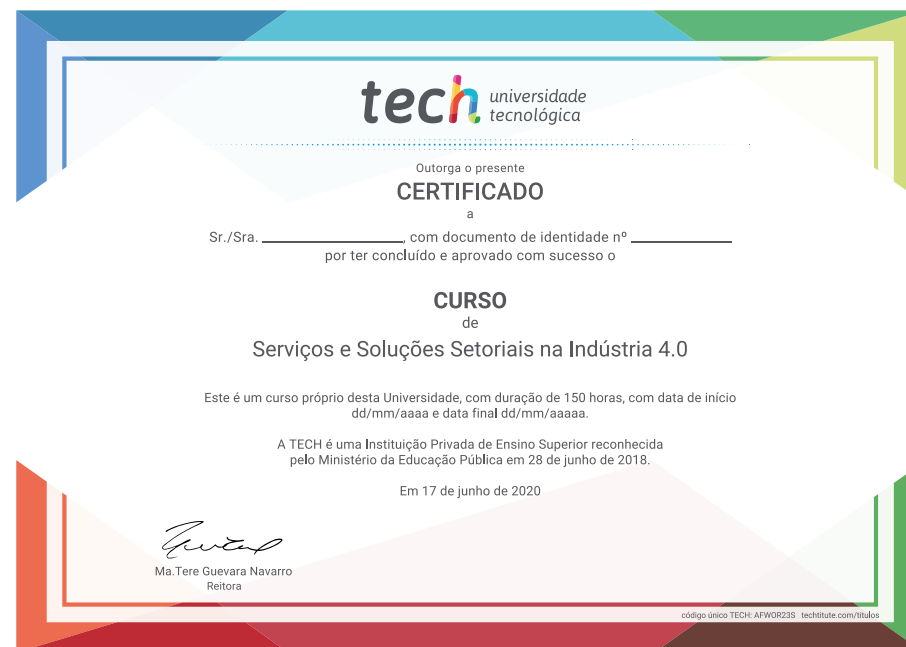 tech universidade
tecnológica
Outorga o presente
CERTIFICADO
a
Sr./Sra. ____________________, com documento de identidade nº ______________
por ter concluído e aprovado com sucesso o
CURSO
de
Serviços e Soluções Setoriais na Indústria 4.0
Este é um curso próprio desta Universidade, com duração de 150 horas, com data de início
dd/mm/aaaa e data final dd/mm/aaaaa.
A TECH é uma Instituição Privada de Ensino Superior reconhecida
pelo Ministério da Educação Pública em 28 de junho de 2018.
Em 17 de junho de 2020
Ma.Tere Guevara Navarro
Reitora
código único TECH: AFWOR23S techtitute.com/títulos